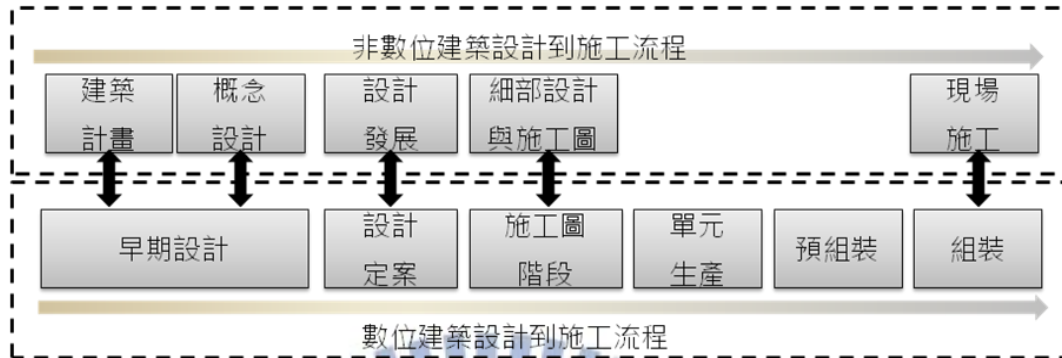 非數位建築設計到施工流程
建築
計畫
概念
設計
設計
發展
細部設計
與施工圖
現場
施工
早期設計
設計
定案
施工圖
階段
單元
生產
預組裝
組裝
數位建築設計到施工流程